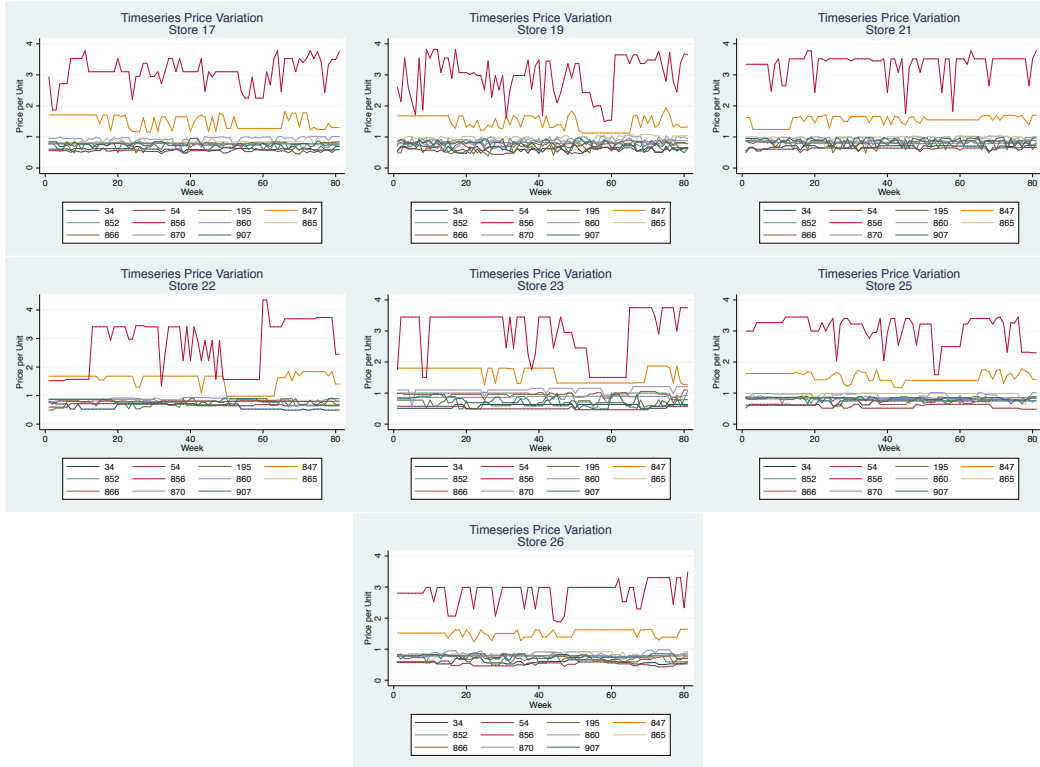 Timeseries Price Variation
Store 17
Price per Unit
4
3
2
1
0
0 20 40 60 80
Week
34 54 195 847
852 856 860 865
866 870 907
Timeseries Price Variation
Store 19
Price per Unit
4
3
2
1
0
0 20 40 60 80
Week
34 54 195 847
852 856 860 865
866 870 907
Timeseries Price Variation
Store 21
Price per Unit
4
3
2
1
0
0 20 40 60 80
Week
34 54 195 847
852 856 860 865
866 870 907
Timeseries Price Variation
Store 22
Price per Unit
4
3
2
1
0
0 20 40 60 80
Week
34 54 195 847
852 856 860 865
866 870 907
Timeseries Price Variation
Store 23
Price per Unit
4
3
2
1
0
0 20 40 60 80
Week
34 54 195 847
852 856 860 865
866 870 907
Timeseries Price Variation
Store 25
Price per Unit
4
3
2
1
0
0 20 40 60 80
Week
34 54 195 847
852 856 860 865
866 870 907
Timeseries Price Variation
Store 26
Price per Unit
4
3
2
1
0
0 20 40 60 80
Week
34 54 195 847
852 856 860 865
866 870 907